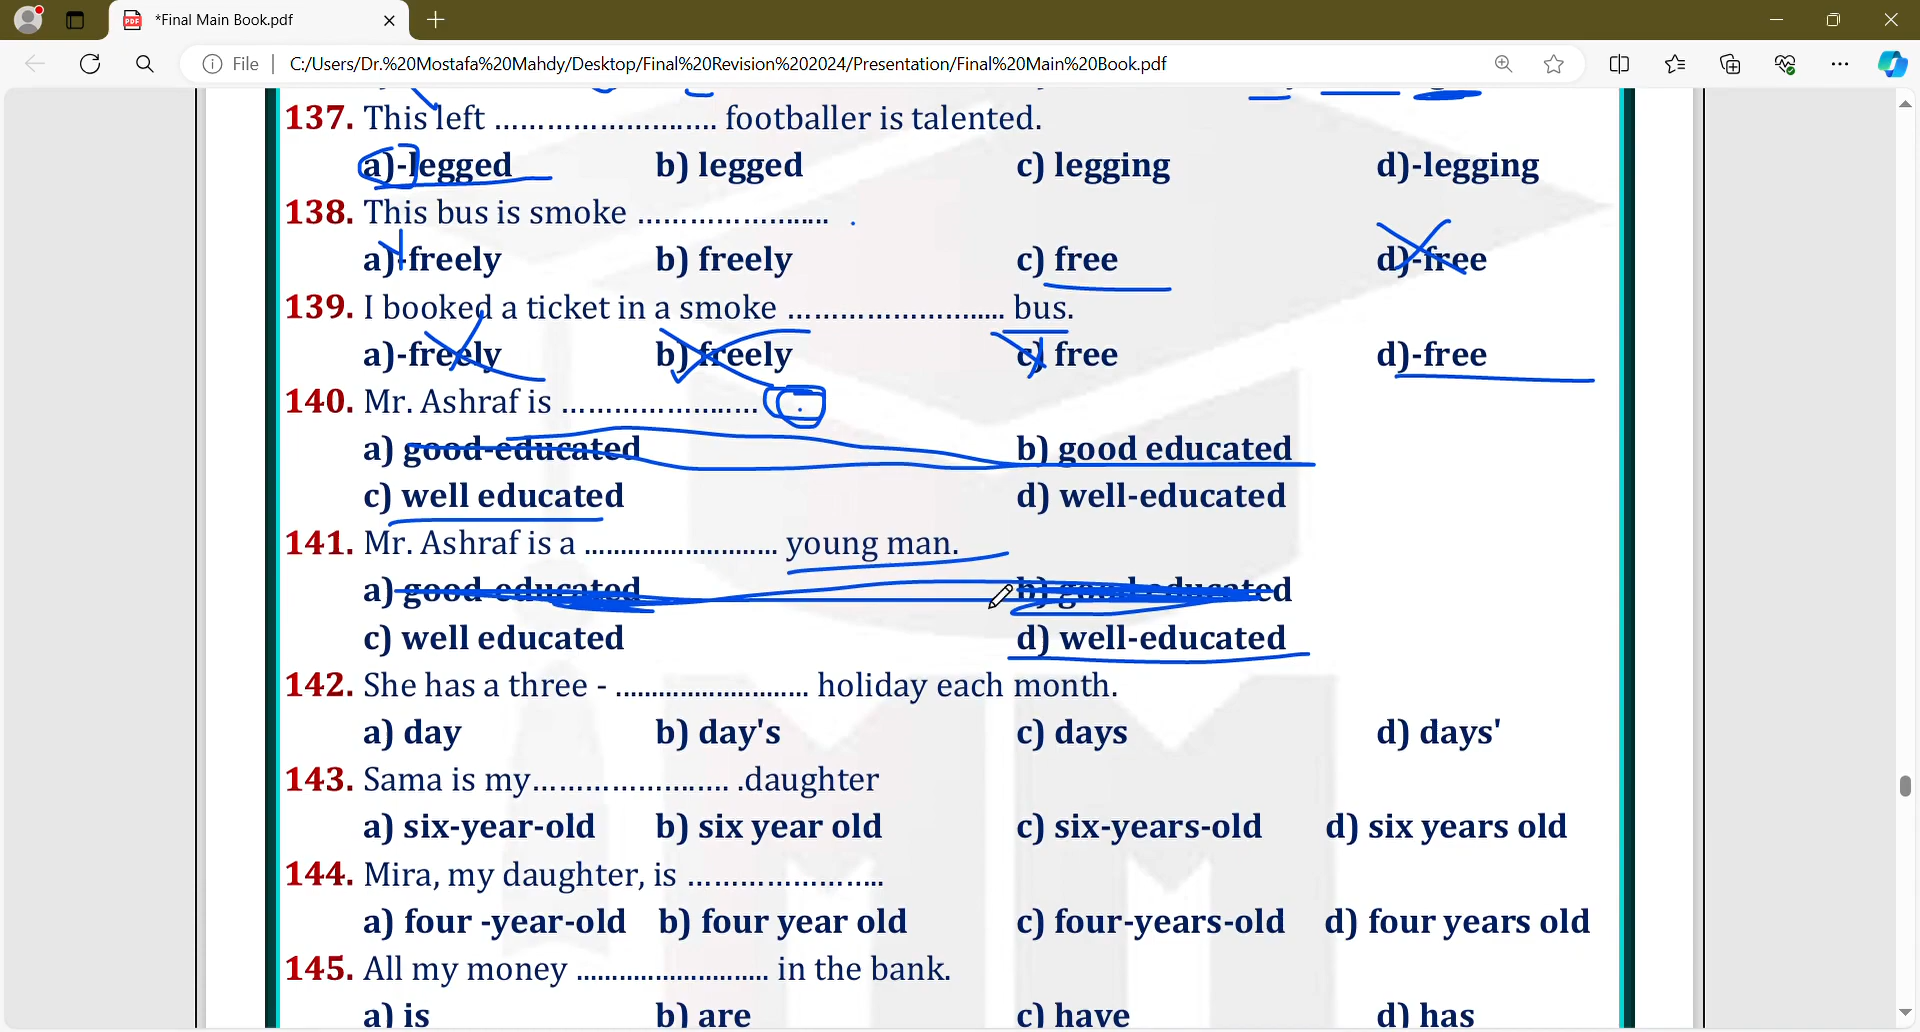 *Final Main Book.pdf
File C:/Users/Dr.%20Mostafa%20Mahdy/Desktop/Final%20Revision%202024/Presentation/Final%20Main%20Book.pdf
137. This left ........................ footballer is talented.
a)-legged b) legged c) legging d)-legging
138. This bus is smoke ........................ .
a)-freely b) freely c) free d)-free
139. I booked a ticket in a smoke ........................ bus.
a)-freely b) freely c) free d)-free
140. Mr. Ashraf is ........................ .
a) good-educated b) good educated
c) well educated d) well-educated
141. Mr. Ashraf is a ........................ young man.
a) good-educated b) good educated
c) well educated d) well-educated
142. She has a three - ........................ holiday each month.
a) day b) day's c) days d) days'
143. Sama is my........................ .daughter
a) six-year-old b) six year old c) six-years-old d) six years old
144. Mira, my daughter, is ........................
a) four -year-old b) four year old c) four-years-old d) four years old
145. All my money ........................ in the bank.
a) is b) are c) have d) has